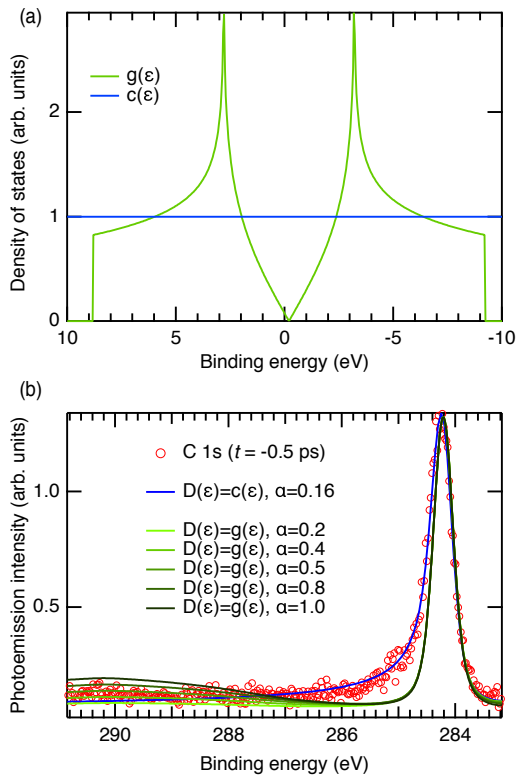 (a)
Density of states (arb. units)
g(ε)
c(ε)
2
1
0
10 5 0 -5 -10
Binding energy (eV)
(b)
Photoemission intensity (arb. units)
C 1s (t = -0.5 ps)
D(ε)=c(ε), α=0.16
D(ε)=g(ε), α=0.2
D(ε)=g(ε), α=0.4
D(ε)=g(ε), α=0.5
D(ε)=g(ε), α=0.8
D(ε)=g(ε), α=1.0
1.0
0.5
290 288 286 284
Binding energy (eV)